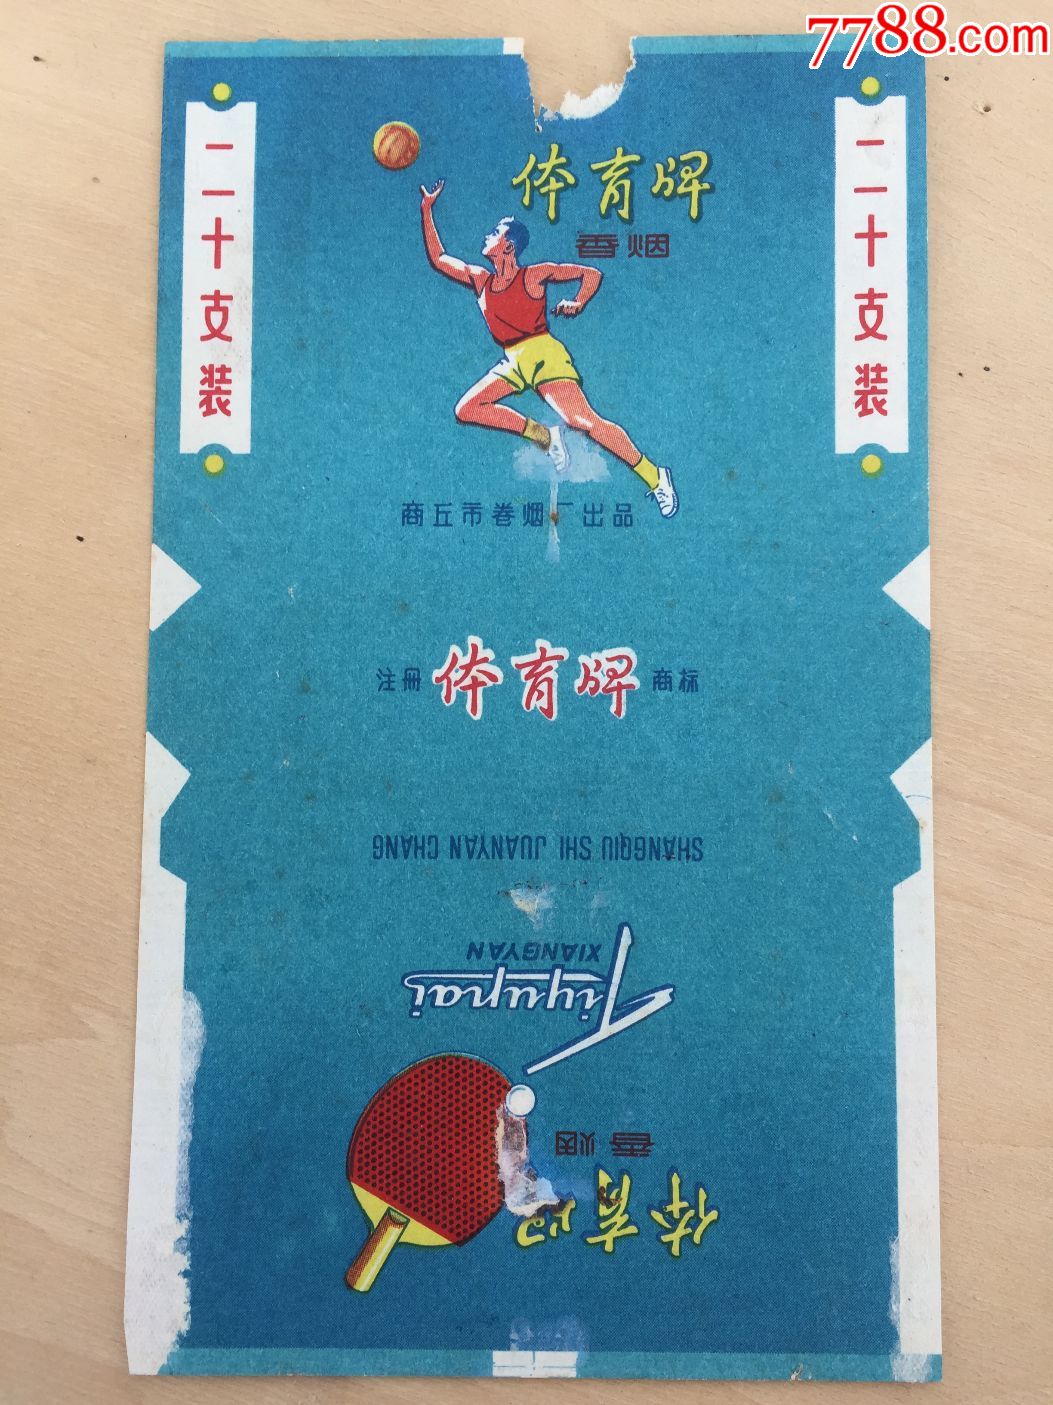 7788.com
体育牌
香烟
二十支装
二十支装
商丘市卷烟厂出品
注册 体育牌 商标
SHANGQIU SHI JUANYAN CHANG
XIANGYAN
Tiyupai
香烟
体育牌